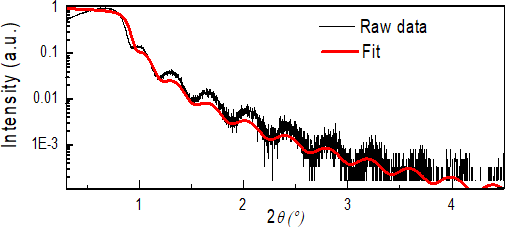 1
0.1
0.01
1E-3
Intensity (a.u.)
Raw data
Fit
1 2 3 4
2θ (°)